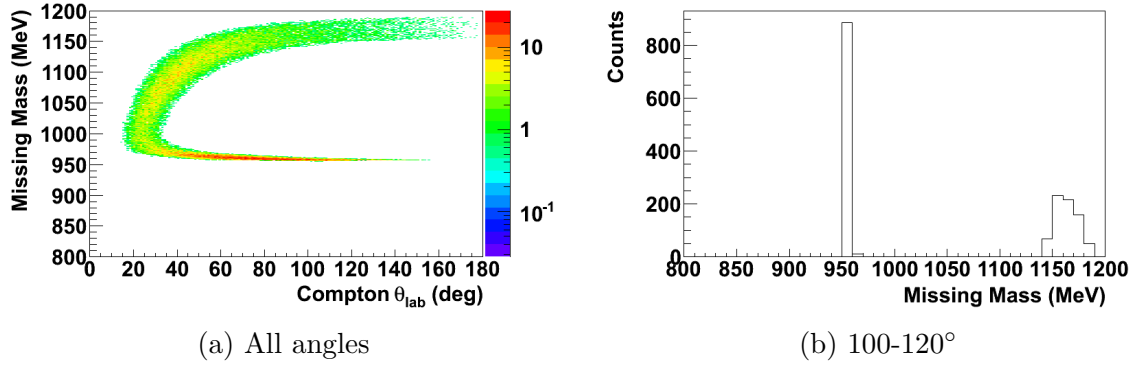 Missing Mass (MeV)
1200
1150
1100
1050
1000
950
900
850
800
0 20 40 60 80 100 120 140 160 180
Compton θlab (deg)
10
1
10-1
(a) All angles
Counts
800
600
400
200
0
800 850 900 950 1000 1050 1100 1150 1200
Missing Mass (MeV)
(b) 100-120°